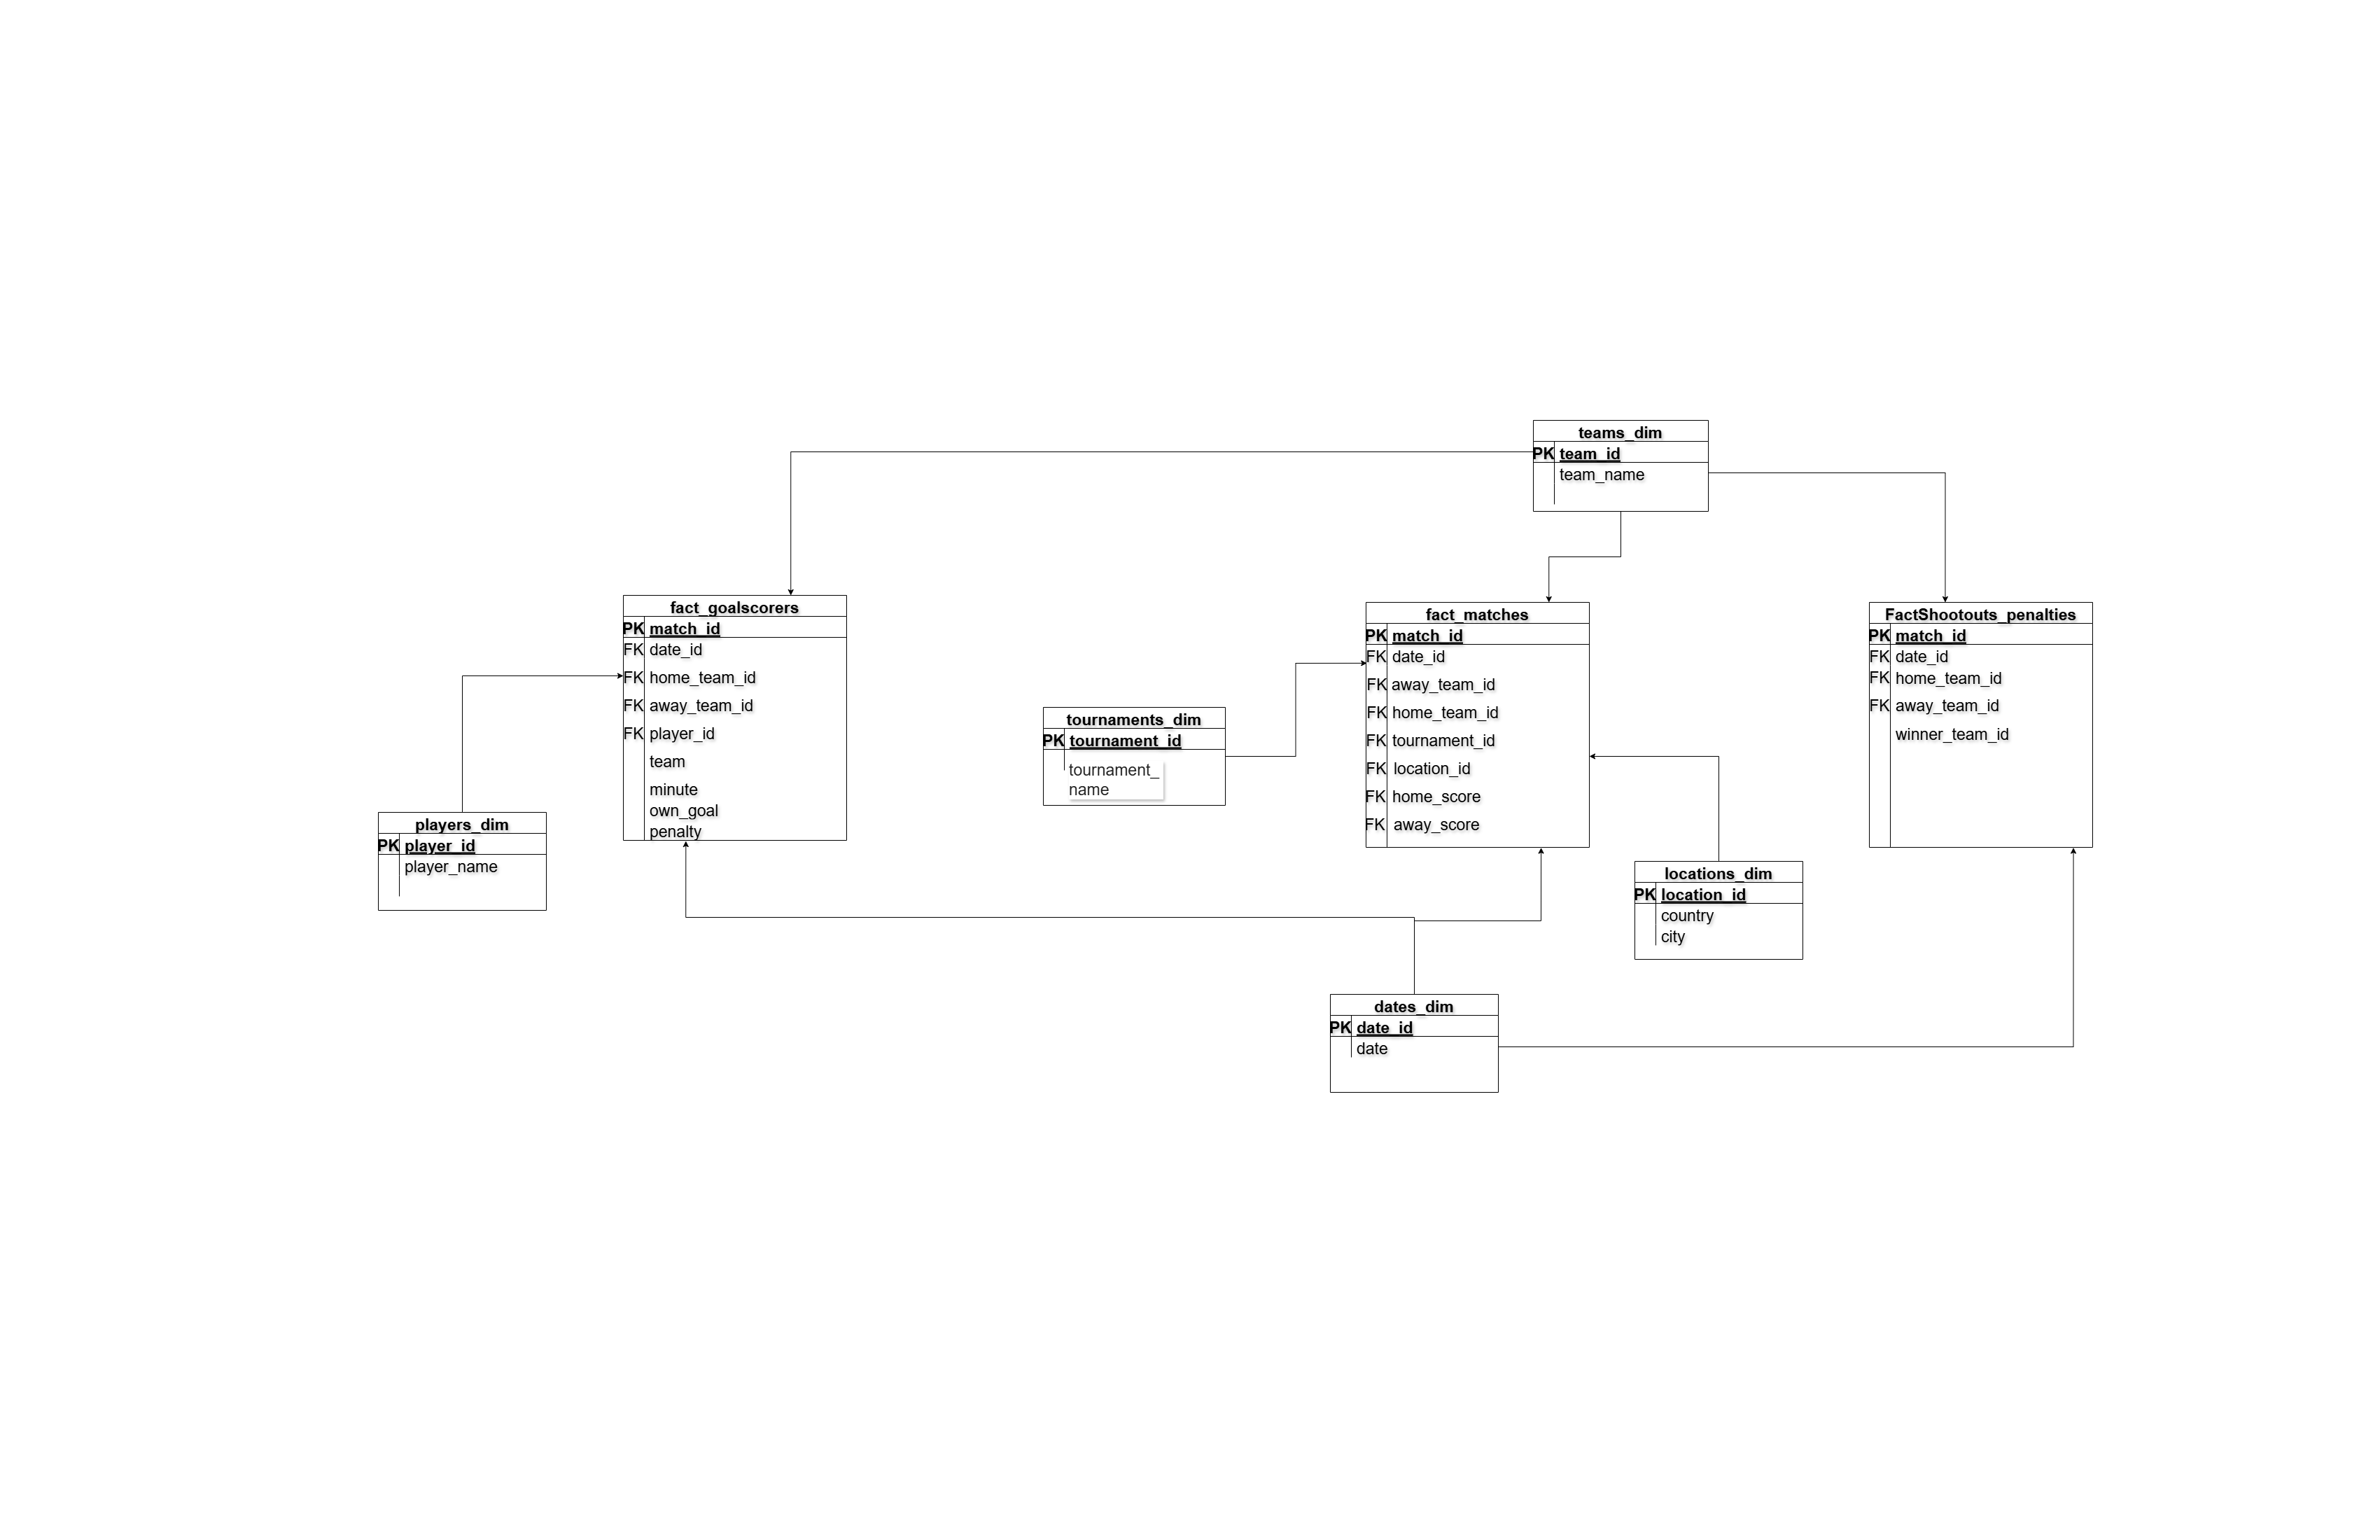 teams_dim
PK team_id
team_name
fact_goalscorers
PK match_id
FK date_id
FK home_team_id
FK away_team_id
FK player_id
team
minute
own_goal
penalty
fact_matches
PK match_id
FK date_id
FK away_team_id
FK home_team_id
FK tournament_id
FK location_id
FK home_score
FK away_score
FactShootouts_penalties
PK match_id
FK date_id
FK home_team_id
FK away_team_id
winner_team_id
tournaments_dim
PK tournament_id
tournament_
name
players_dim
PK player_id
player_name
locations_dim
PK location_id
country
city
dates_dim
PK date_id
date